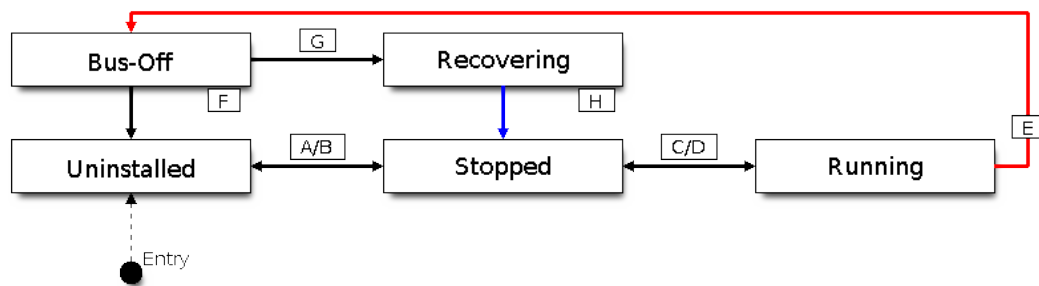 G
Bus-Off
Recovering
F
H
E
A/B
C/D
Uninstalled
Stopped
Running
Entry